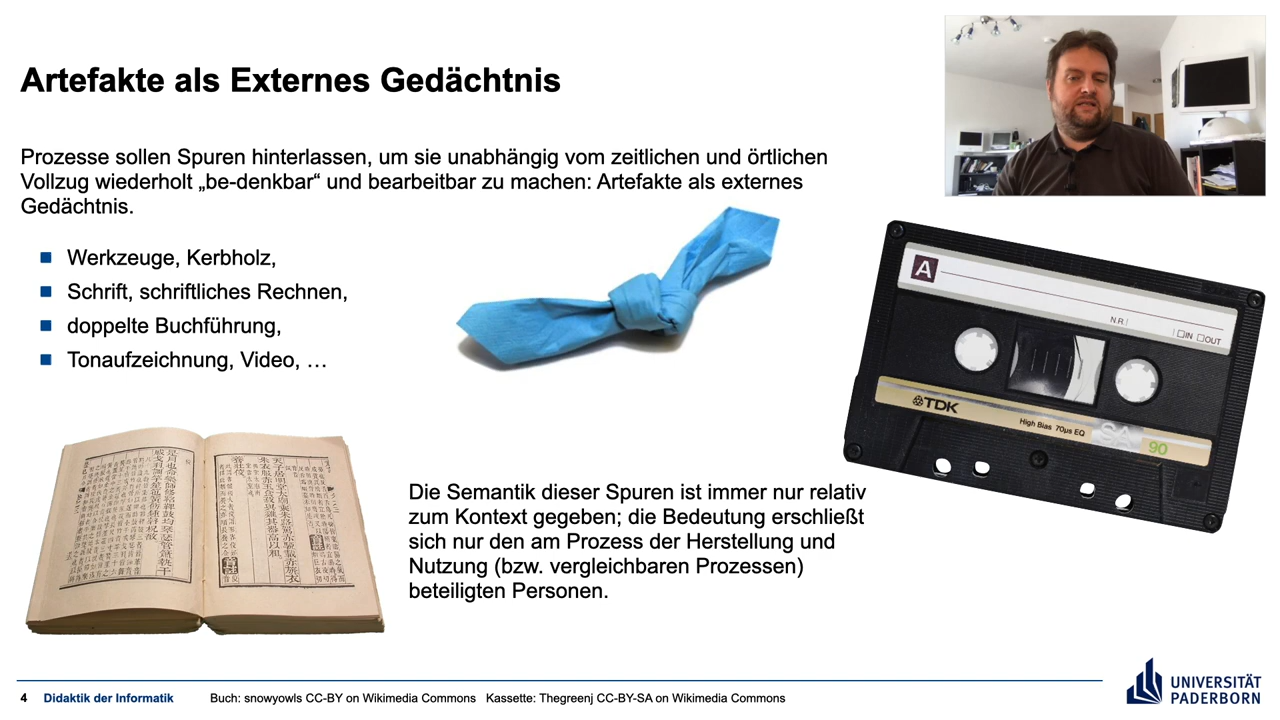 Artefakte als Externes Gedächtnis
Prozesse sollen Spuren hinterlassen, um sie unabhängig vom zeitlichen und örtlichen
Vollzug wiederholt „be-denkbar“ und bearbeitbar zu machen: Artefakte als externes
Gedächtnis.
Werkzeuge, Kerbholz,
Schrift, schriftliches Rechnen,
doppelte Buchführung,
Tonaufzeichnung, Video, …
A
N.R.
IN OUT
TDK
High Bias 70µs EQ
SA 90
Die Semantik dieser Spuren ist immer nur relativ
zum Kontext gegeben; die Bedeutung erschließt
sich nur den am Prozess der Herstellung und
Nutzung (bzw. vergleichbaren Prozessen)
beteiligten Personen.
4 Didaktik der Informatik Buch: snowyowls CC-BY on Wikimedia Commons Kassette: Thegreenj CC-BY-SA on Wikimedia Commons
UNIVERSITÄT
PADERBORN